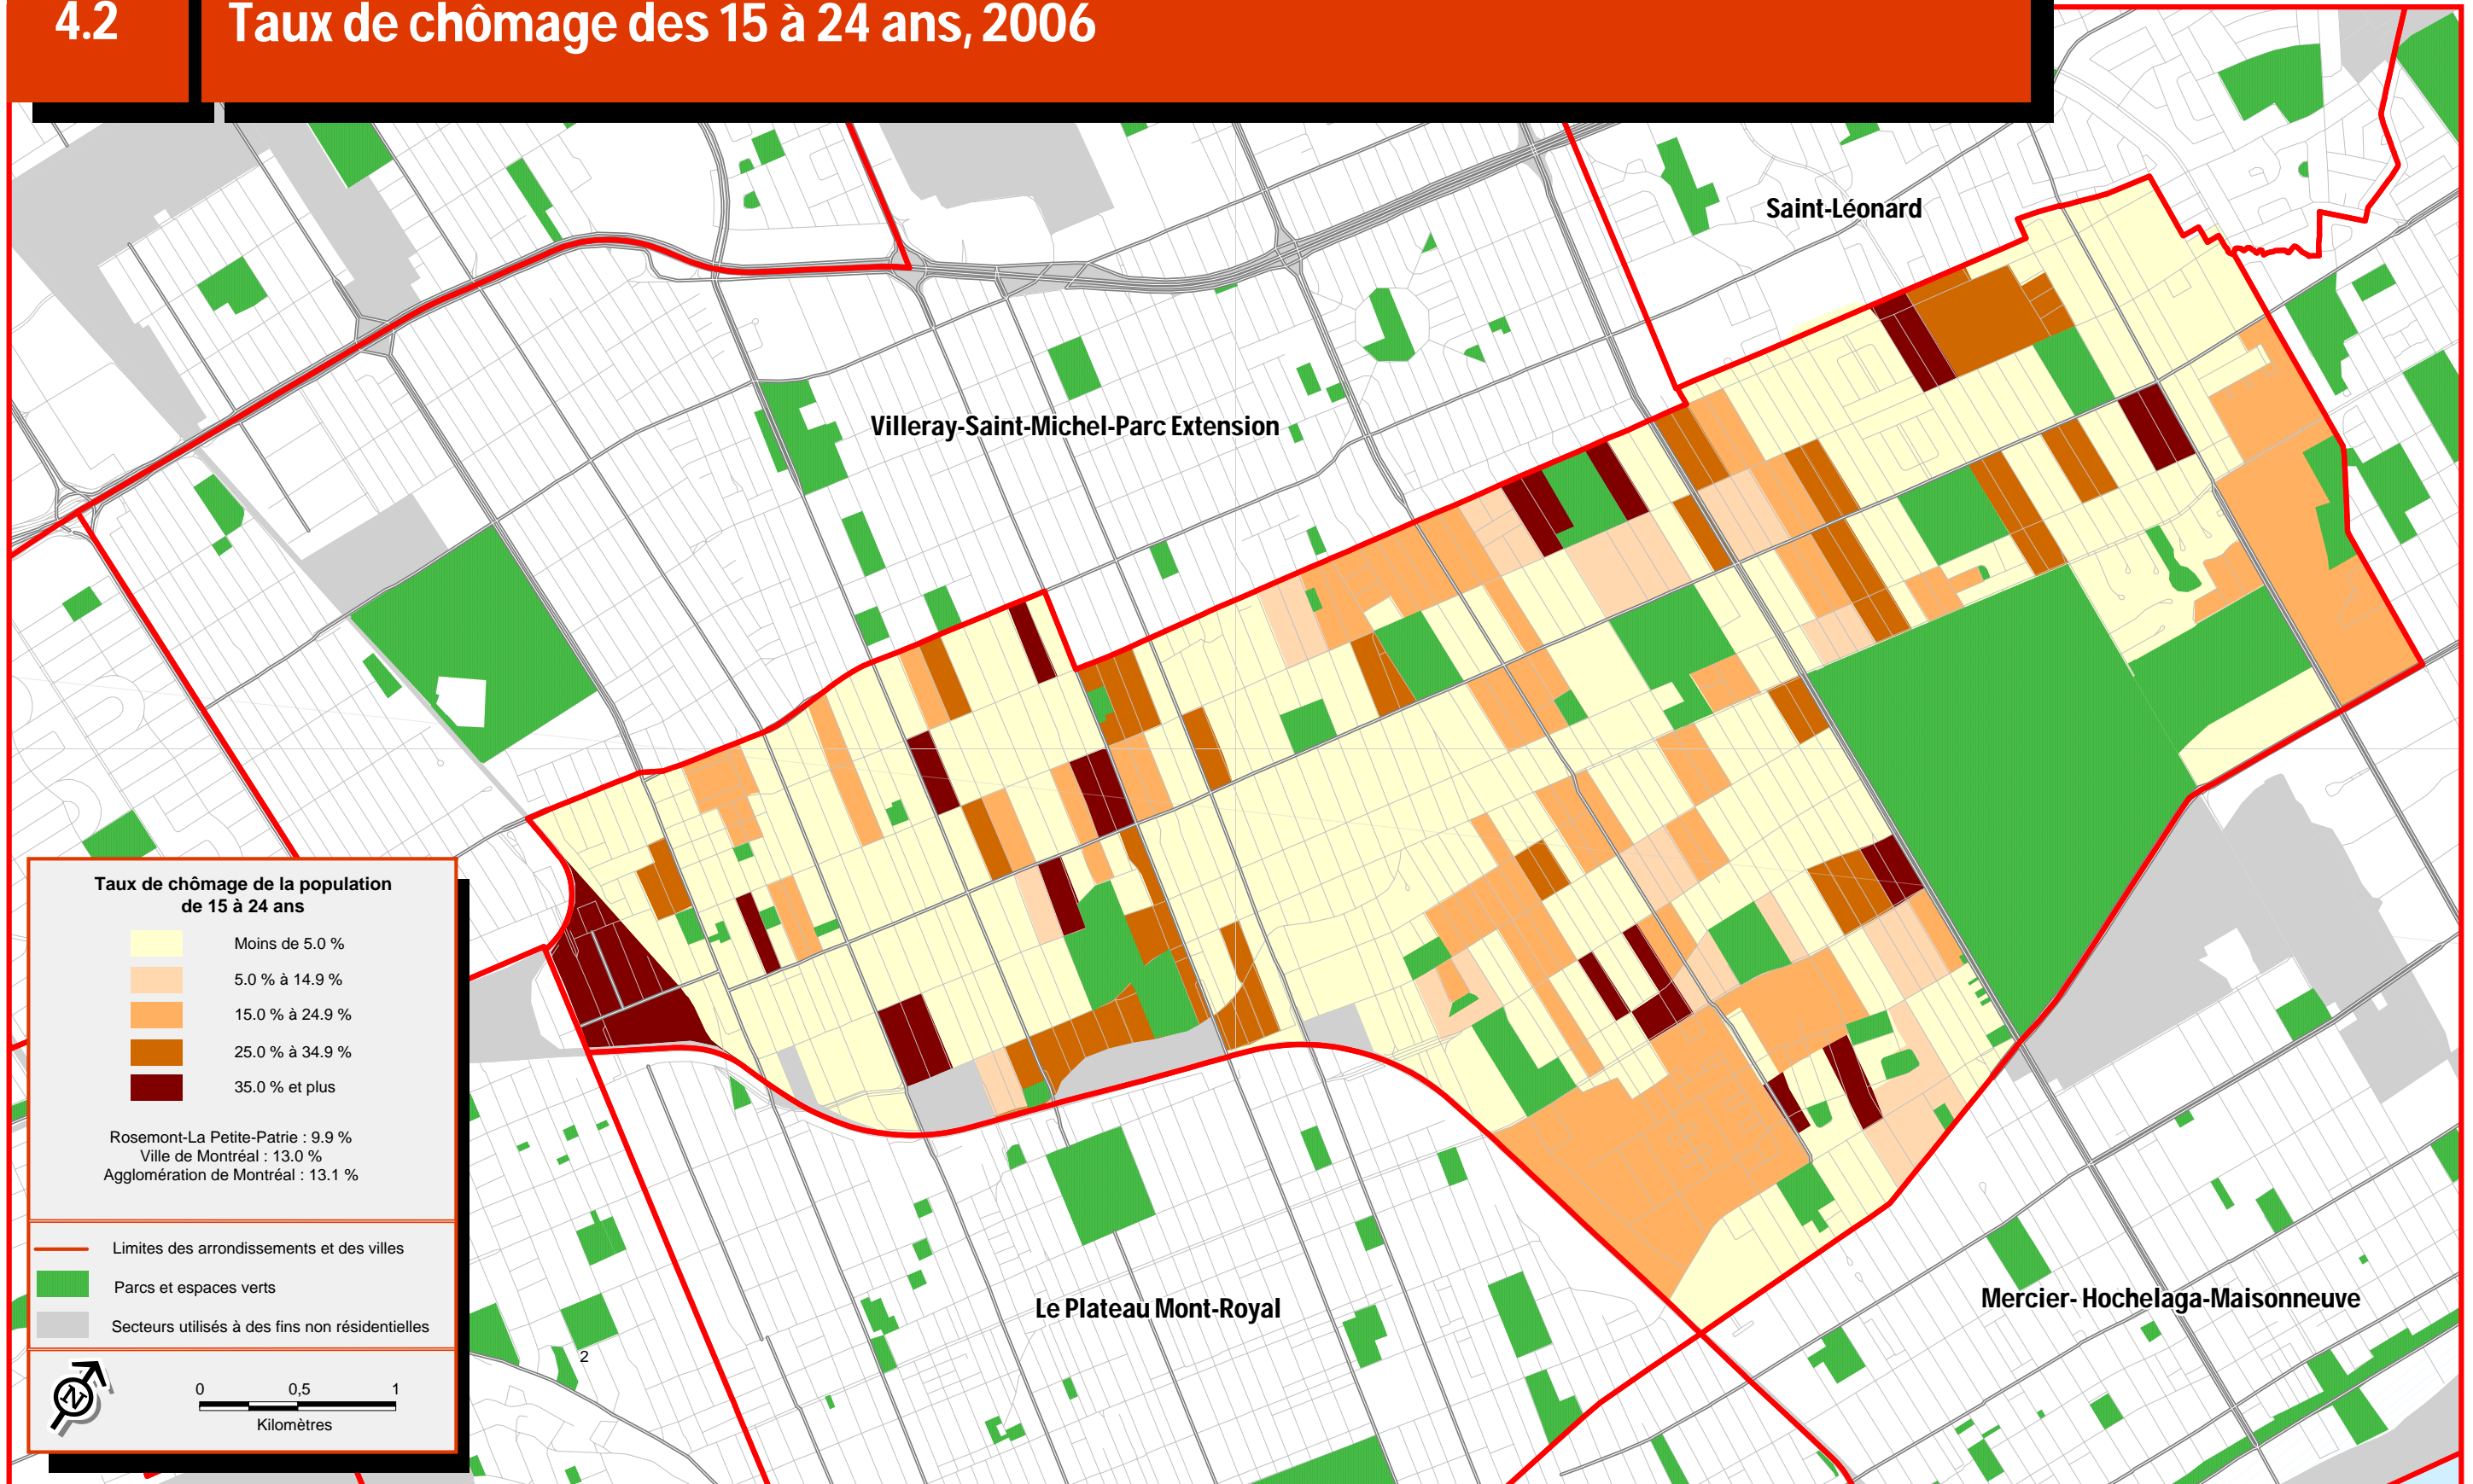 4.2
Taux de chômage des 15 à 24 ans, 2006
Saint-Léonard
Villeray-Saint-Michel-Parc Extension
Taux de chômage de la population
de 15 à 24 ans
Moins de 5.0 %
5.0 % à 14.9 %
15.0 % à 24.9 %
25.0 % à 34.9 %
35.0 % et plus
Rosemont-La Petite-Patrie : 9.9 %
Ville de Montréal : 13.0 %
Agglomération de Montréal : 13.1 %
Limites des arrondissements et des villes
Parcs et espaces verts
Secteurs utilisés à des fins non résidentielles
N
0 0,5 1
Kilomètres
2
Le Plateau Mont-Royal
Mercier- Hochelaga-Maisonneuve